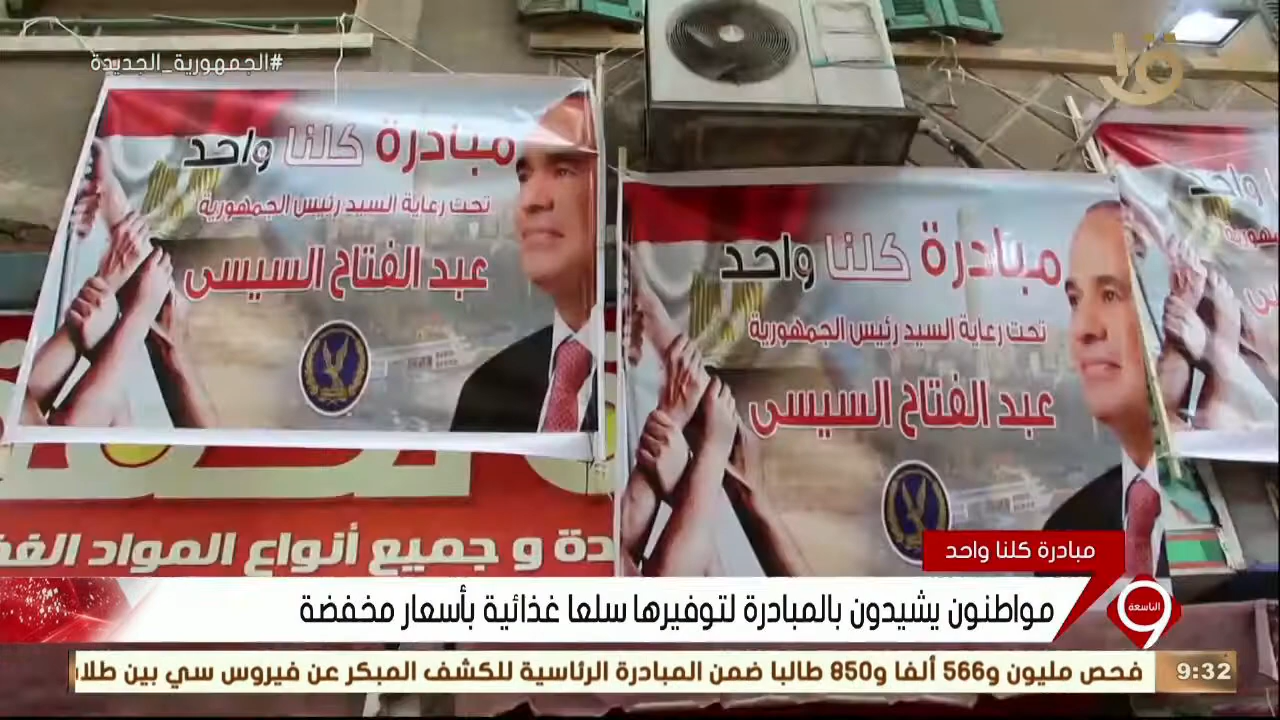 #الجمهورية_الجديدة
مبادرة كلنا واحد
تحت رعاية السيد رئيس الجمهورية
عبد الفتاح السيسى
مبادرة كلنا واحد
تحت رعاية السيد رئيس الجمهورية
عبد الفتاح السيسى
واحد
و جميع أنواع المواد
مبادرة كلنا واحد
التاسعة
9
مواطنون يشيدون بالمبادرة لتوفيرها سلعا غذائية بأسعار مخفضة
9:32
فحص مليون و566 ألفا و850 طالبا ضمن المبادرة الرئاسية للكشف المبكر عن فيروس سي بين